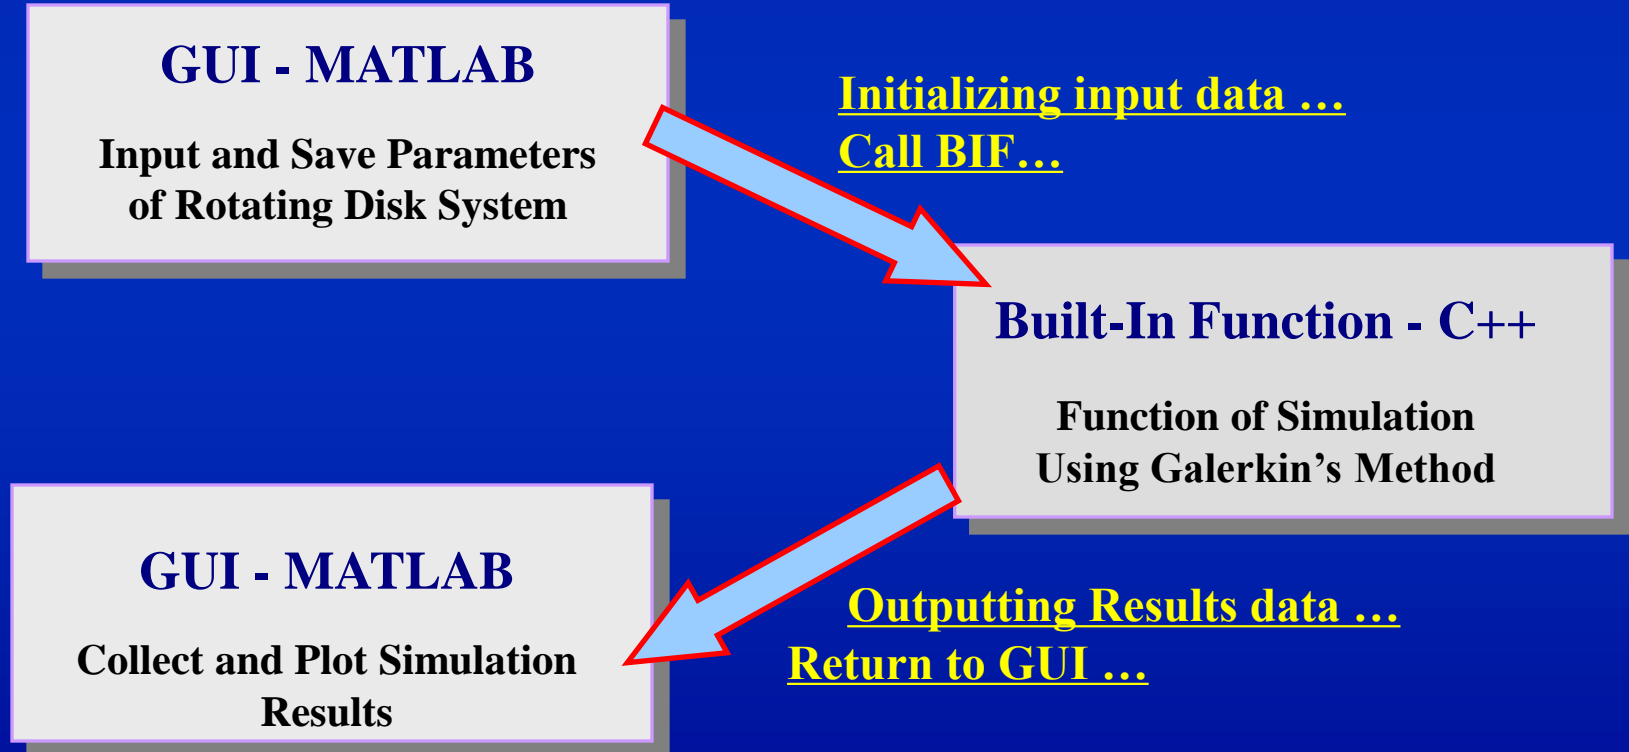 GUI - MATLAB
Input and Save Parameters
of Rotating Disk System
Initializing input data …
Call BIF…
Built-In Function - C++
Function of Simulation
Using Galerkin’s Method
GUI - MATLAB
Collect and Plot Simulation
Results
Outputting Results data …
Return to GUI …